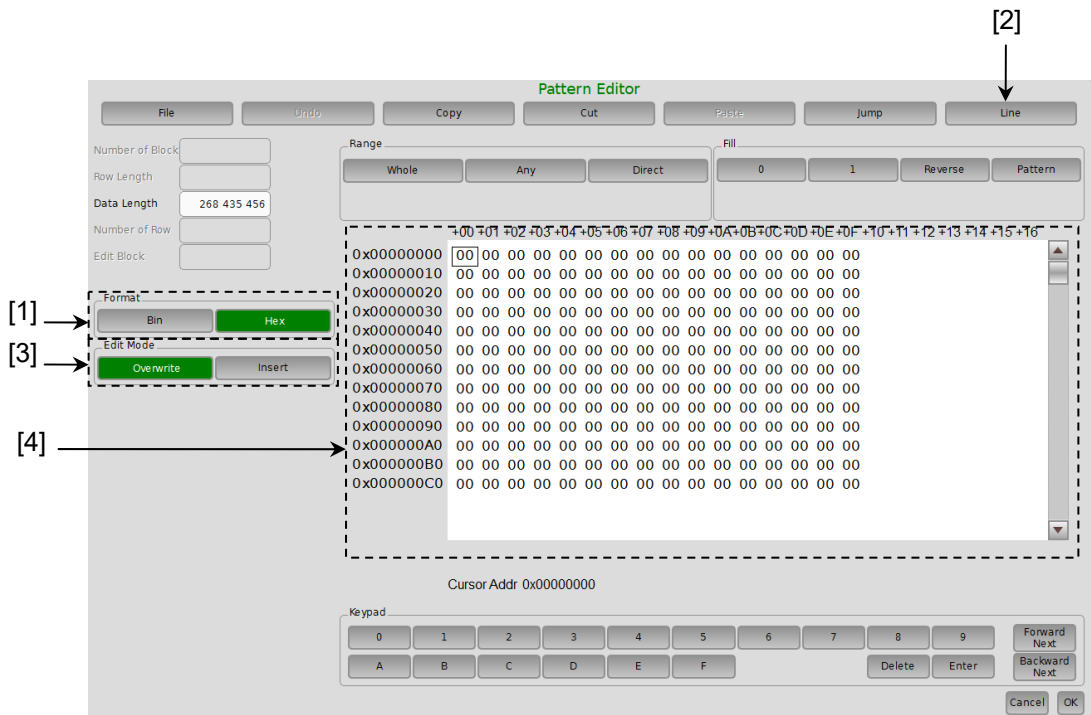 [2]
Pattern Editor
File Undo Copy Cut Paste Jump Line
Number of Block
Row Length
Data Length 268 435 456
Number of Row
Edit Block
Range
Whole Any Direct
Fill
0 1 Reverse Pattern
[1]
Format
Bin Hex
[3]
Edit Mode
Overwrite Insert
[4]
+00 +01 +02 +03 +04 +05 +06 +07 +08 +09 +0A +0B +0C +0D +0E +0F +10 +11 +12 +13 +14 +15 +16
0x00000000 00 00 00 00 00 00 00 00 00 00 00 00 00 00 00 00
0x00000010 00 00 00 00 00 00 00 00 00 00 00 00 00 00 00 00
0x00000020 00 00 00 00 00 00 00 00 00 00 00 00 00 00 00 00
0x00000030 00 00 00 00 00 00 00 00 00 00 00 00 00 00 00 00
0x00000040 00 00 00 00 00 00 00 00 00 00 00 00 00 00 00 00
0x00000050 00 00 00 00 00 00 00 00 00 00 00 00 00 00 00 00
0x00000060 00 00 00 00 00 00 00 00 00 00 00 00 00 00 00 00
0x00000070 00 00 00 00 00 00 00 00 00 00 00 00 00 00 00 00
0x00000080 00 00 00 00 00 00 00 00 00 00 00 00 00 00 00 00
0x00000090 00 00 00 00 00 00 00 00 00 00 00 00 00 00 00 00
0x000000A0 00 00 00 00 00 00 00 00 00 00 00 00 00 00 00 00
0x000000B0 00 00 00 00 00 00 00 00 00 00 00 00 00 00 00 00
0x000000C0 00 00 00 00 00 00 00 00 00 00 00 00 00 00 00 00
Cursor Addr 0x00000000
Keypad
0 1 2 3 4 5 6 7 8 9 Forward Next
A B C D E F Delete Enter Backward Next
Cancel OK